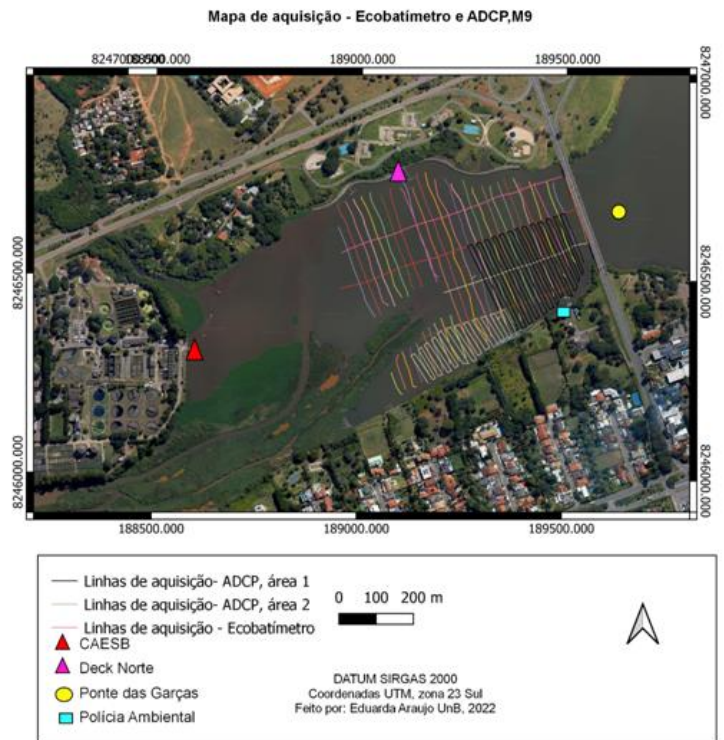 Mapa de aquisição - Ecobatímetro e ADCP,M9
189000.000
189500.000
8247000.000
8246500.000
8246500.000
8246000.000
8246000.000
188500.000
189000.000
189500.000
Linhas de aquisição- ADCP, área 1
Linhas de aquisição- ADCP, área 2
Linhas de aquisição - Ecobatímetro
CAESB
Deck Norte
Ponte das Garças
Polícia Ambiental
0 100 200 m
DATUM SIRGAS 2000
Coordenadas UTM, zona 23 Sul
Feito por: Eduarda Araujo UnB, 2022